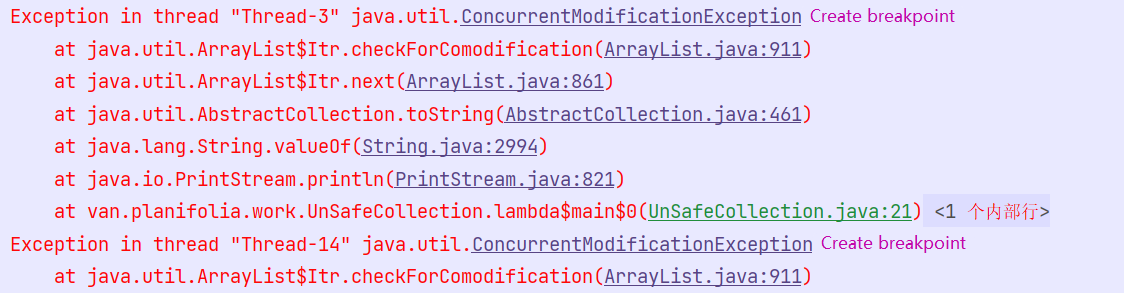 Exception in thread "Thread-3" java.util.ConcurrentModificationException Create breakpoint
at java.util.ArrayList$Itr.checkForComodification(ArrayList.java:911)
at java.util.ArrayList$Itr.next(ArrayList.java:861)
at java.util.AbstractCollection.toString(AbstractCollection.java:461)
at java.lang.String.valueOf(String.java:2994)
at java.io.PrintStream.println(PrintStream.java:821)
at van.planifolia.work.UnSafeCollection.lambda$main$0(UnSafeCollection.java:21) <1 个内部行>
Exception in thread "Thread-14" java.util.ConcurrentModificationException Create breakpoint
at java.util.ArrayList$Itr.checkForComodification(ArrayList.java:911)